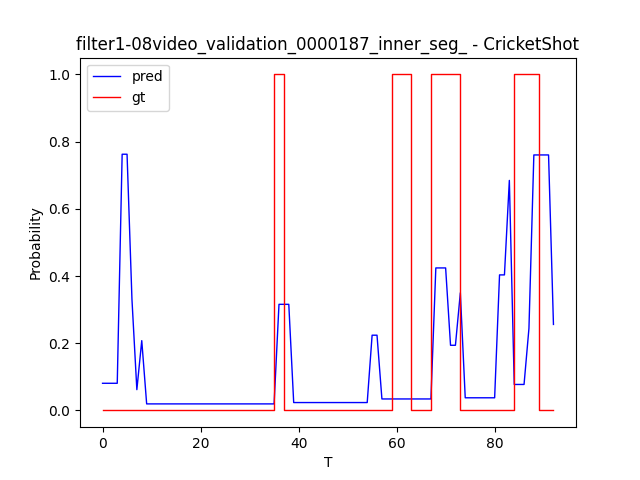 filter1-08video_validation_0000187_inner_seg_ - CricketShot
pred
gt
1.0
0.8
0.6
0.4
0.2
0.0
Probability
0
20
40
60
80
T